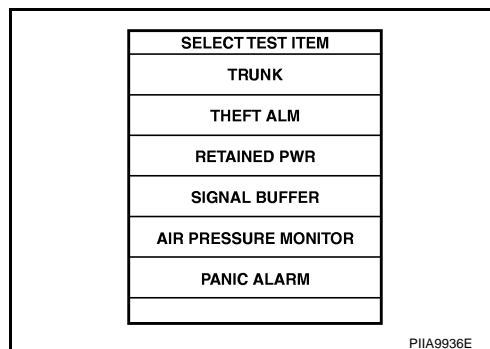 SELECT TEST ITEM
TRUNK
THEFT ALM
RETAINED PWR
SIGNAL BUFFER
AIR PRESSURE MONITOR
PANIC ALARM
PIIA9936E